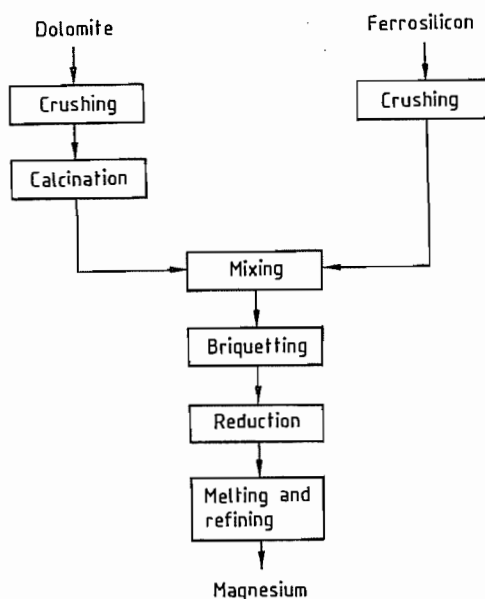 Dolomite
Ferrosilicon
Crushing
Crushing
Calcination
Mixing
Briquetting
Reduction
Melting and
refining
Magnesium